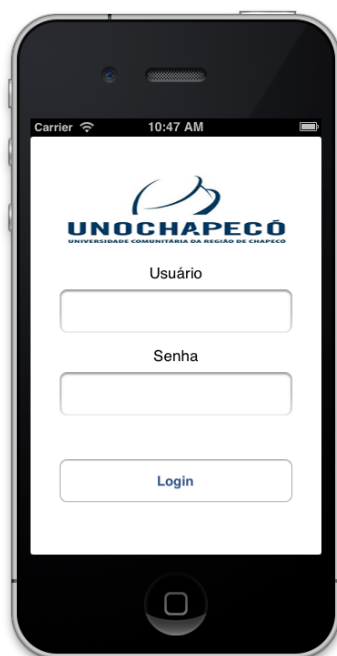 Carrier 10:47 AM
UNOCHAPECÓ
UNIVERSIDADE COMUNITÁRIA DA REGIÃO DE CHAPECÓ
Usuário
Senha
Login